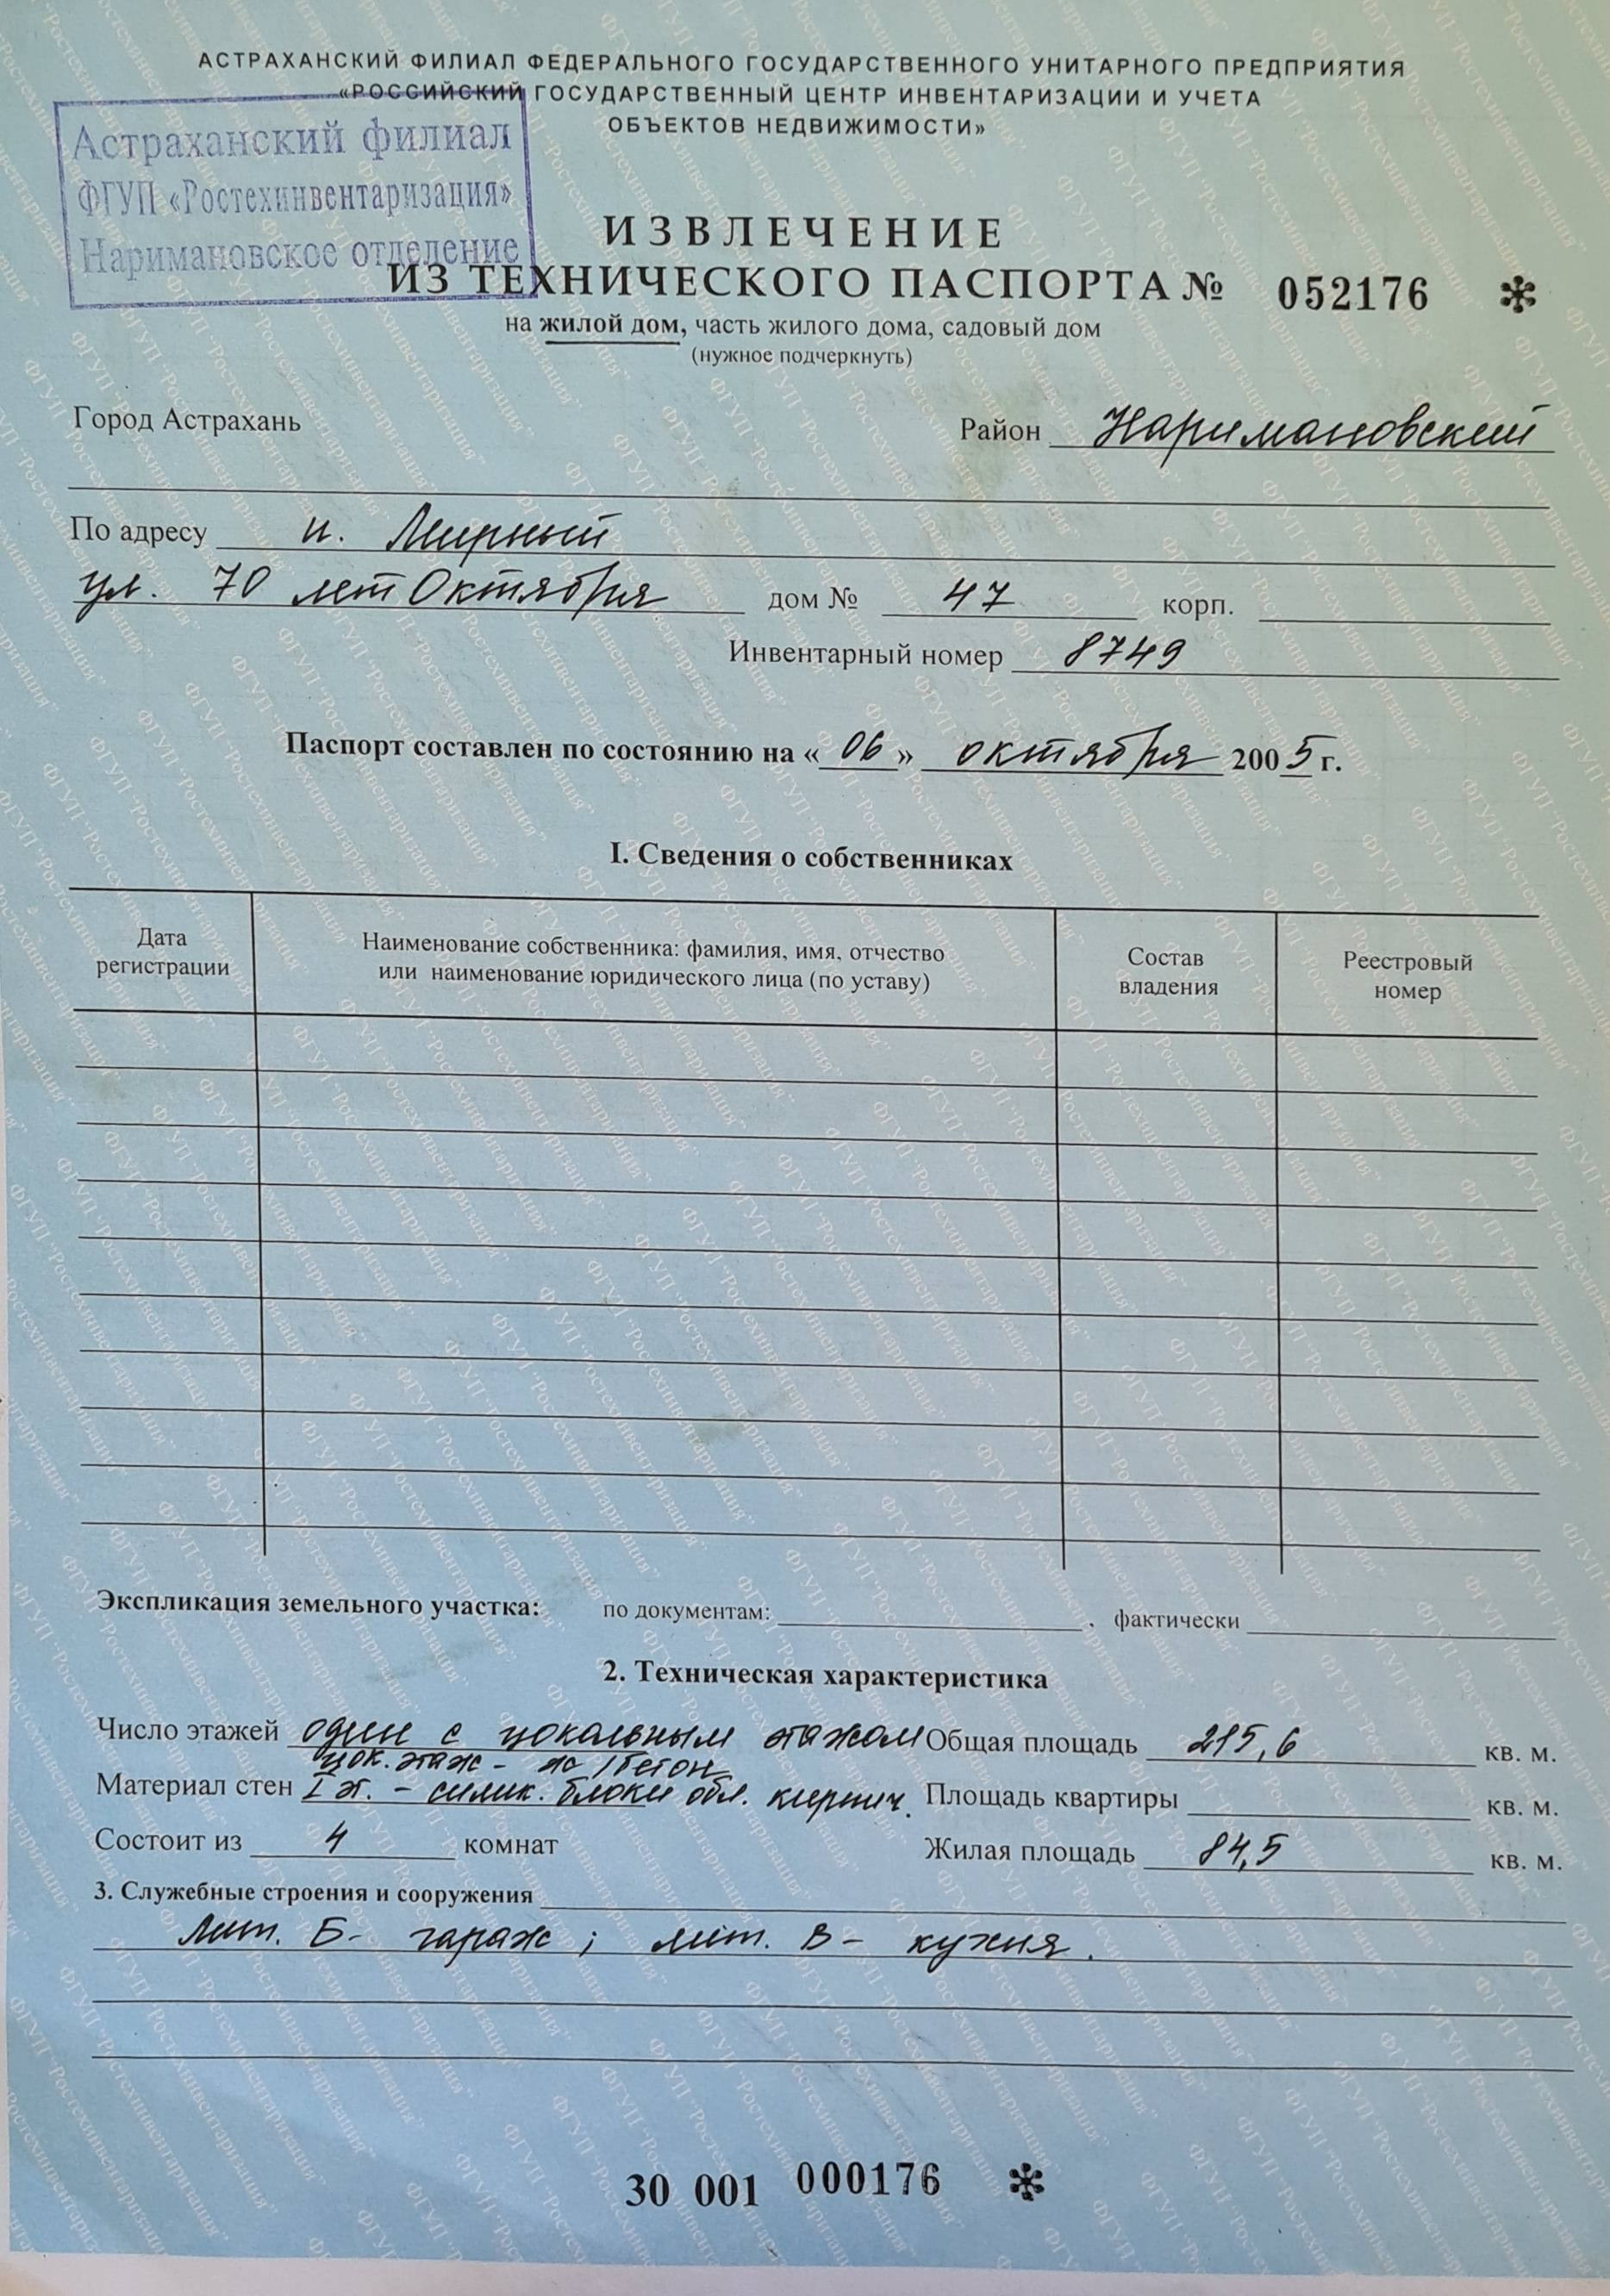 АСТРАХАНСКИЙ ФИЛИАЛ ФЕДЕРАЛЬНОГО ГОСУДАРСТВЕННОГО УНИТАРНОГО ПРЕДПРИЯТИЯ
«РОССИЙСКИЙ ГОСУДАРСТВЕННЫЙ ЦЕНТР ИНВЕНТАРИЗАЦИИ И УЧЕТА
ОБЪЕКТОВ НЕДВИЖИМОСТИ»
Астраханский филиал
ФГУП «Ростехинвентаризация»
Наримановское отделение
ИЗВЛЕЧЕНИЕ
ИЗ ТЕХНИЧЕСКОГО ПАСПОРТА № 052176 *
на жилой дом, часть жилого дома, садовый дом
(нужное подчеркнуть)
Город Астрахань Район Наримановский
По адресу п. Мирный
ул. 70 лет Октября дом № 47 корп.
Инвентарный номер 8749
Паспорт составлен по состоянию на «06» октября 2005 г.
I. Сведения о собственниках
Дата регистрации
Наименование собственника: фамилия, имя, отчество
или наименование юридического лица (по уставу)
Состав владения
Реестровый номер
Экспликация земельного участка: по документам: , фактически
2. Техническая характеристика
Число этажей один с цокольным этажом Общая площадь 215,6 кв. м.
цок. этаж - ж/бетон
Материал стен I эт. - силик. блоки обл. кирпич. Площадь квартиры кв. м.
Состоит из 4 комнат Жилая площадь 84,5 кв. м.
3. Служебные строения и сооружения
Лит. Б - гараж; лит. В - кухня.
30 001 000176 *